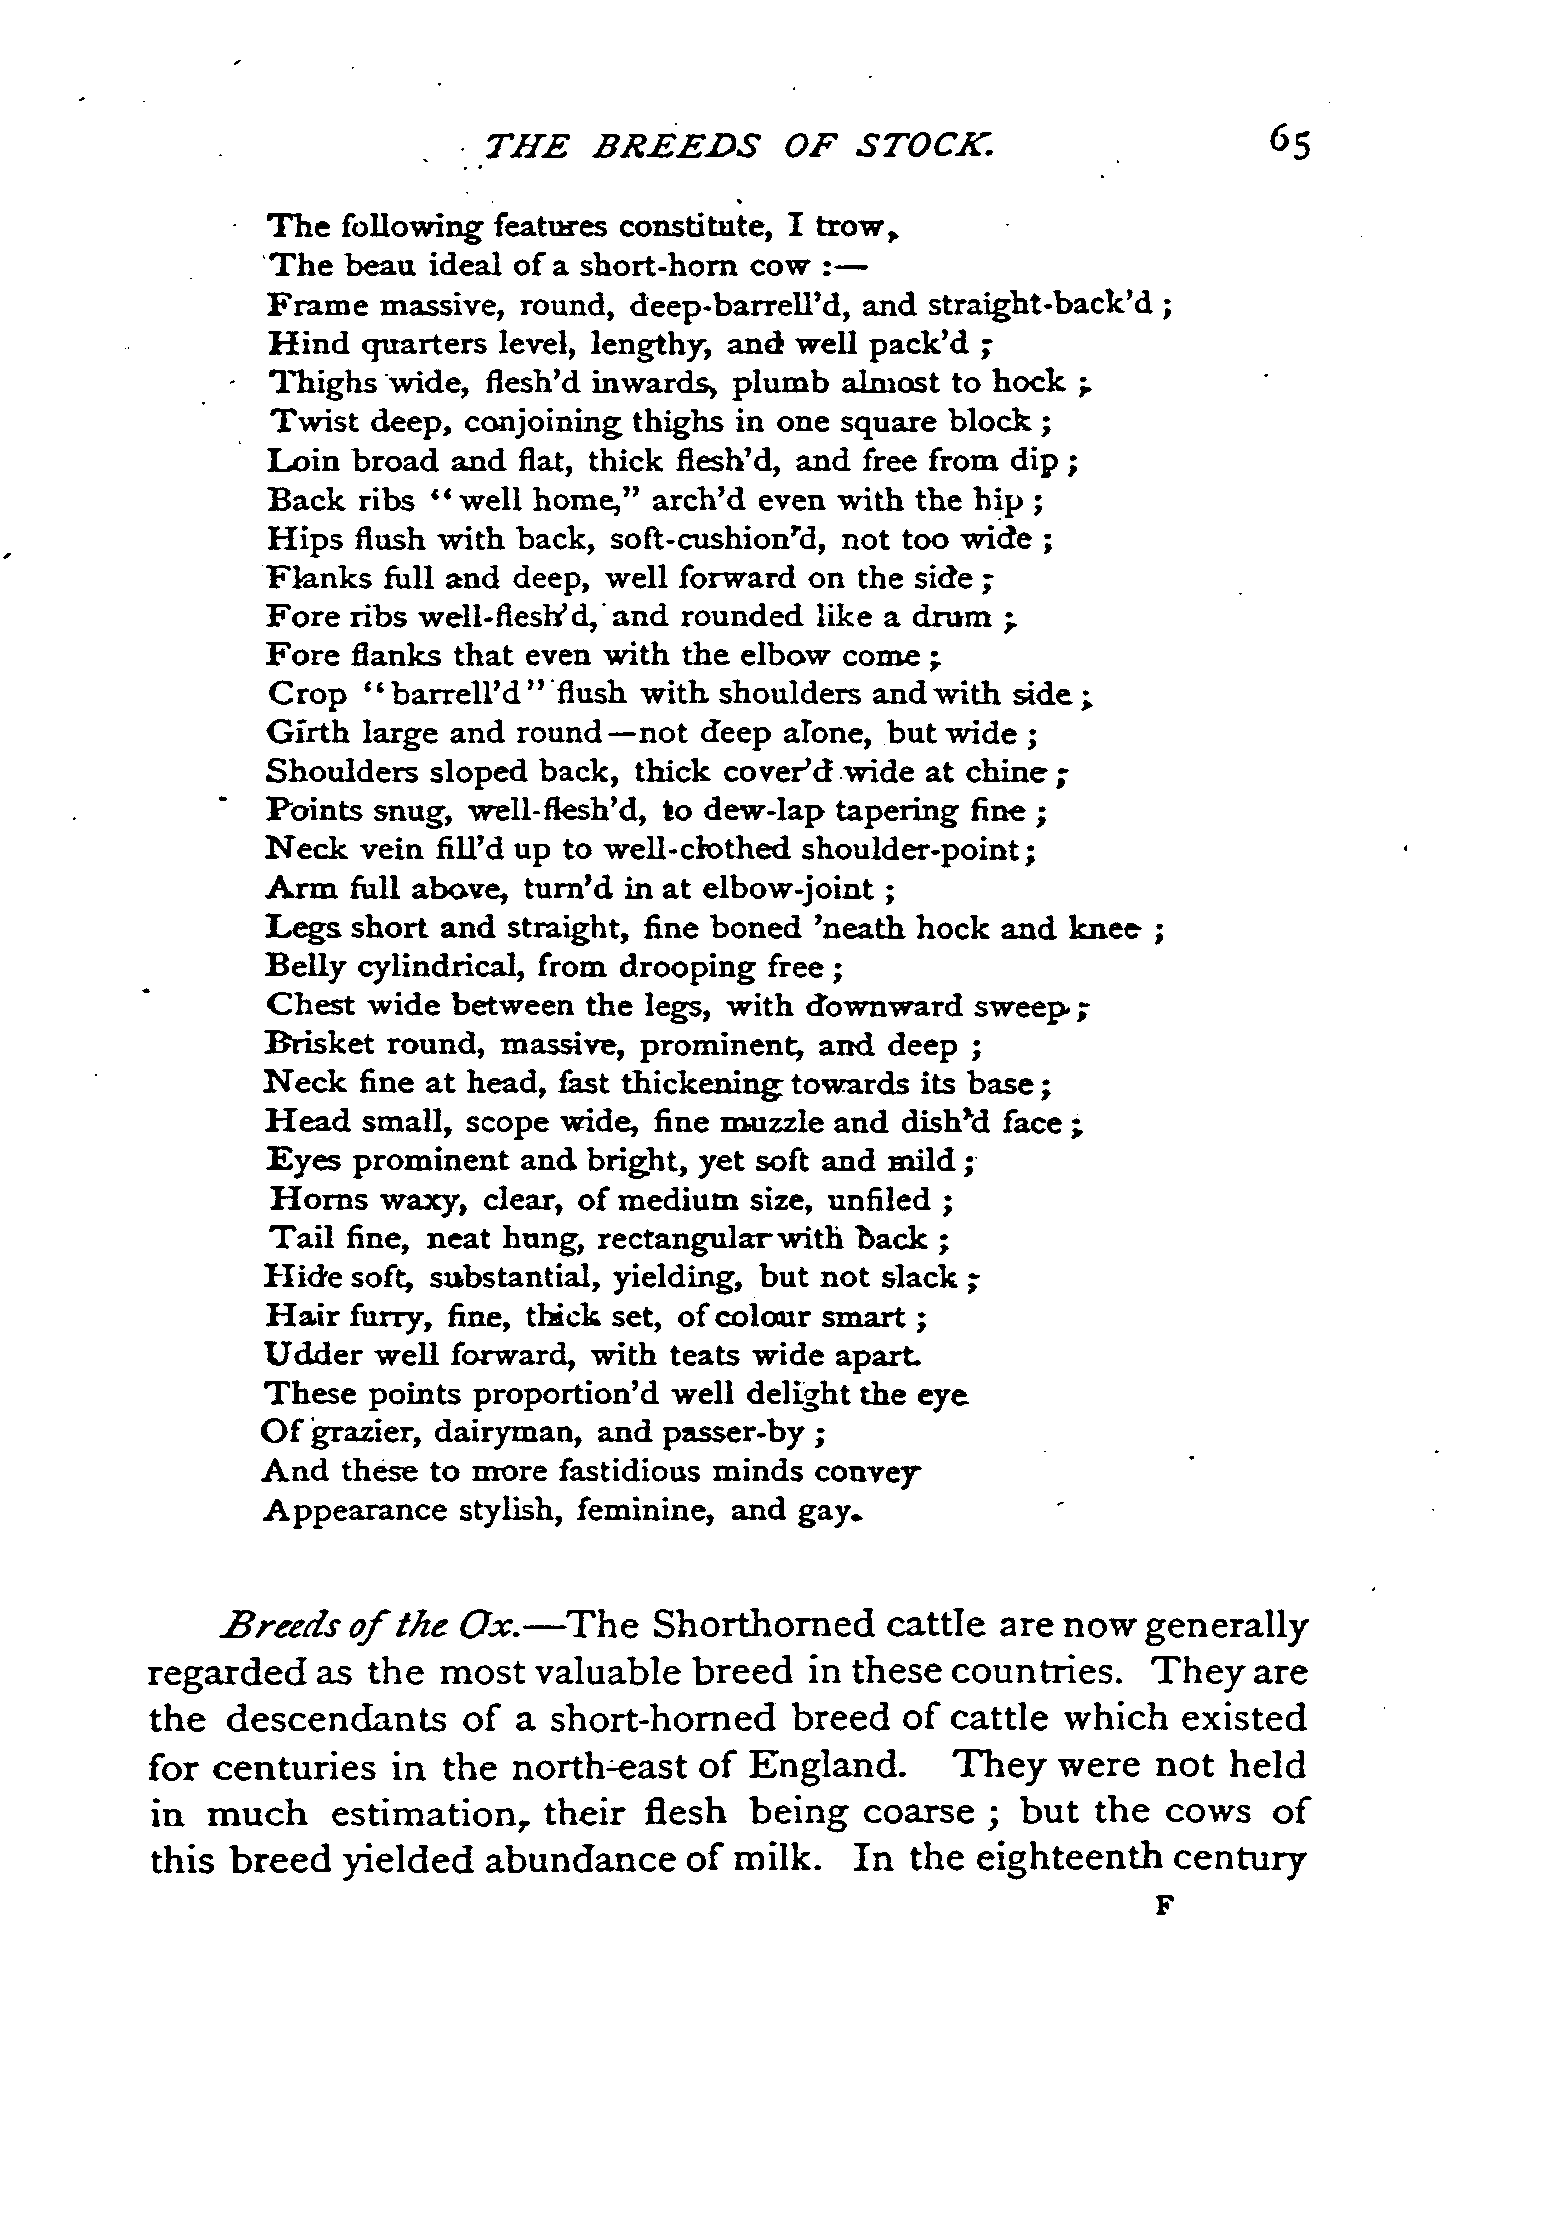 THE BREEDS OF STOCK. 65
The following features constitute, I trow,
The beau ideal of a short-horn cow :—
Frame massive, round, deep-barrell'd, and straight-back'd ;
Hind quarters level, lengthy, and well pack'd ;
Thighs wide, flesh'd inwards, plumb almost to hock ;
Twist deep, conjoining thighs in one square block ;
Loin broad and flat, thick flesh'd, and free from dip ;
Back ribs "well home," arch'd even with the hip ;
Hips flush with back, soft-cushion'd, not too wide ;
Flanks full and deep, well forward on the side ;
Fore ribs well-flesh'd, and rounded like a drum ;
Fore flanks that even with the elbow come ;
Crop "barrell'd" flush with shoulders and with side ;
Girth large and round—not deep alone, but wide ;
Shoulders sloped back, thick cover'd wide at chine ;
Points snug, well-flesh'd, to dew-lap tapering fine ;
Neck vein fill'd up to well-clothed shoulder-point ;
Arm full above, turn'd in at elbow-joint ;
Legs short and straight, fine boned 'neath hock and knee ;
Belly cylindrical, from drooping free ;
Chest wide between the legs, with downward sweep ;
Brisket round, massive, prominent, and deep ;
Neck fine at head, fast thickening towards its base ;
Head small, scope wide, fine muzzle and dish'd face ;
Eyes prominent and bright, yet soft and mild ;
Horns waxy, clear, of medium size, unfiled ;
Tail fine, neat hung, rectangular with back ;
Hide soft, substantial, yielding, but not slack ;
Hair furry, fine, thick set, of colour smart ;
Udder well forward, with teats wide apart.
These points proportion'd well delight the eye
Of grazier, dairyman, and passer-by ;
And these to more fastidious minds convey
Appearance stylish, feminine, and gay.
Breeds of the Ox.—The Shorthorned cattle are now generally
regarded as the most valuable breed in these countries. They are
the descendants of a short-horned breed of cattle which existed
for centuries in the north-east of England. They were not held
in much estimation, their flesh being coarse ; but the cows of
this breed yielded abundance of milk. In the eighteenth century
F